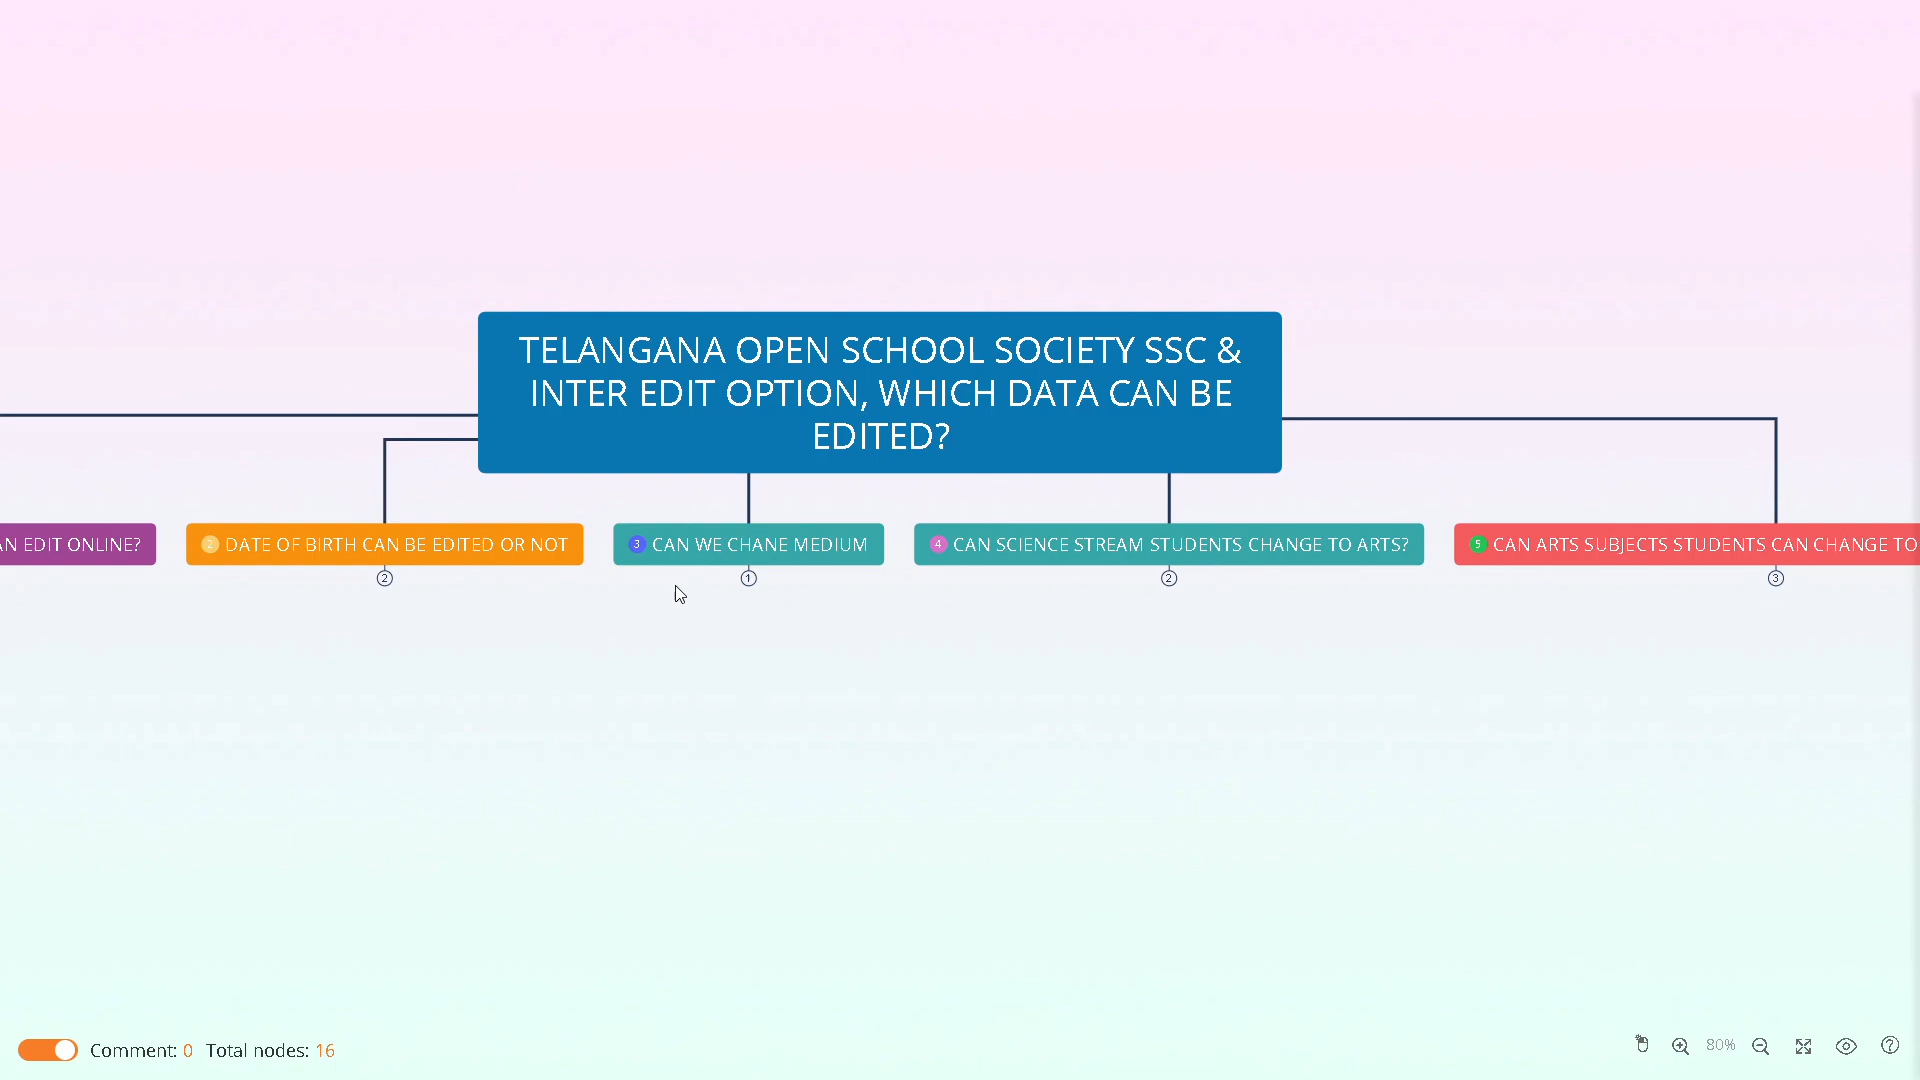 TELANGANA OPEN SCHOOL SOCIETY SSC &
INTER EDIT OPTION, WHICH DATA CAN BE
EDITED?
EDIT ONLINE?
2 DATE OF BIRTH CAN BE EDITED OR NOT
3 CAN WE CHANE MEDIUM
4 CAN SCIENCE STREAM STUDENTS CHANGE TO ARTS?
5 CAN ARTS SUBJECTS STUDENTS CAN CHANGE TO
2
1
2
3
Comment: 0 Total nodes: 16
80%